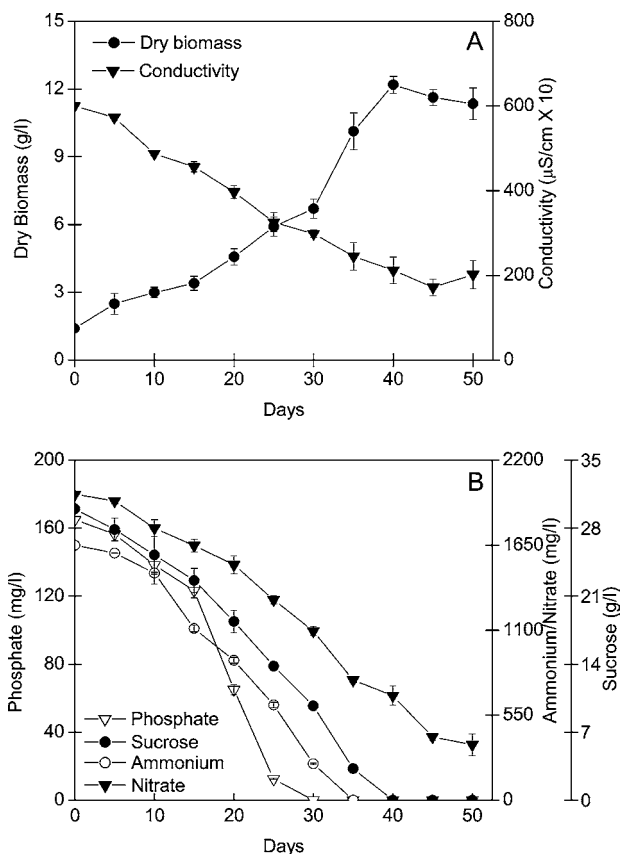 A
Dry biomass
Conductivity
Dry Biomass (g/l)
15
12
9
6
3
0
Conductivity (µS/cm X 10)
800
600
400
200
0
0 10 20 30 40 50
Days
B
Phosphate (mg/l)
200
160
120
80
40
0
Phosphate
Sucrose
Ammonium
Nitrate
Ammonium/Nitrate (mg/l)
2200
1650
1100
550
0
Sucrose (g/l)
35
28
21
14
7
0
0 10 20 30 40 50
Days